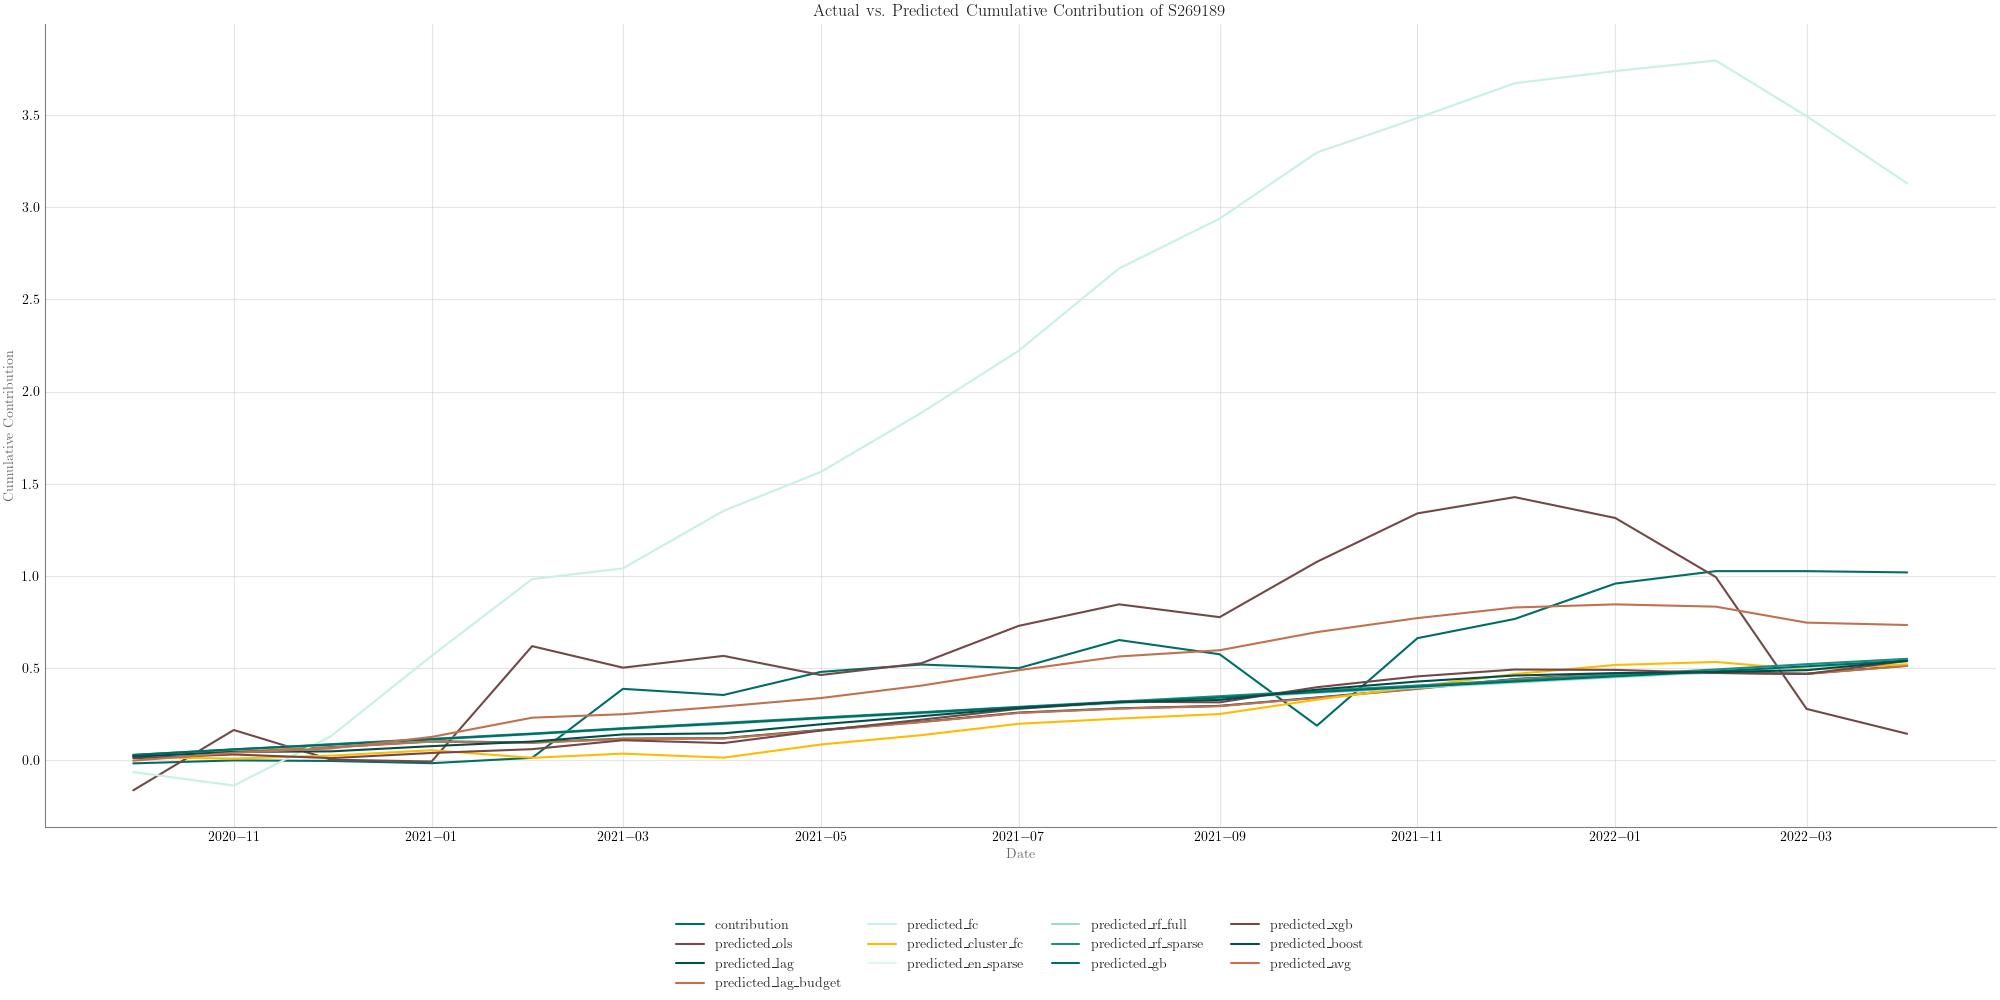 Actual vs. Predicted Cumulative Contribution of S269189
Cumulative Contribution
3.5
3.0
2.5
2.0
1.5
1.0
0.5
0.0
2020−11 2021−01 2021−03 2021−05 2021−07 2021−09 2021−11 2022−01 2022−03
Date
contribution predicted_fc predicted_rf_full predicted_xgb
predicted_ols predicted_cluster_fc predicted_rf_sparse predicted_boost
predicted_lag predicted_en_sparse predicted_gb predicted_avg
predicted_lag_budget